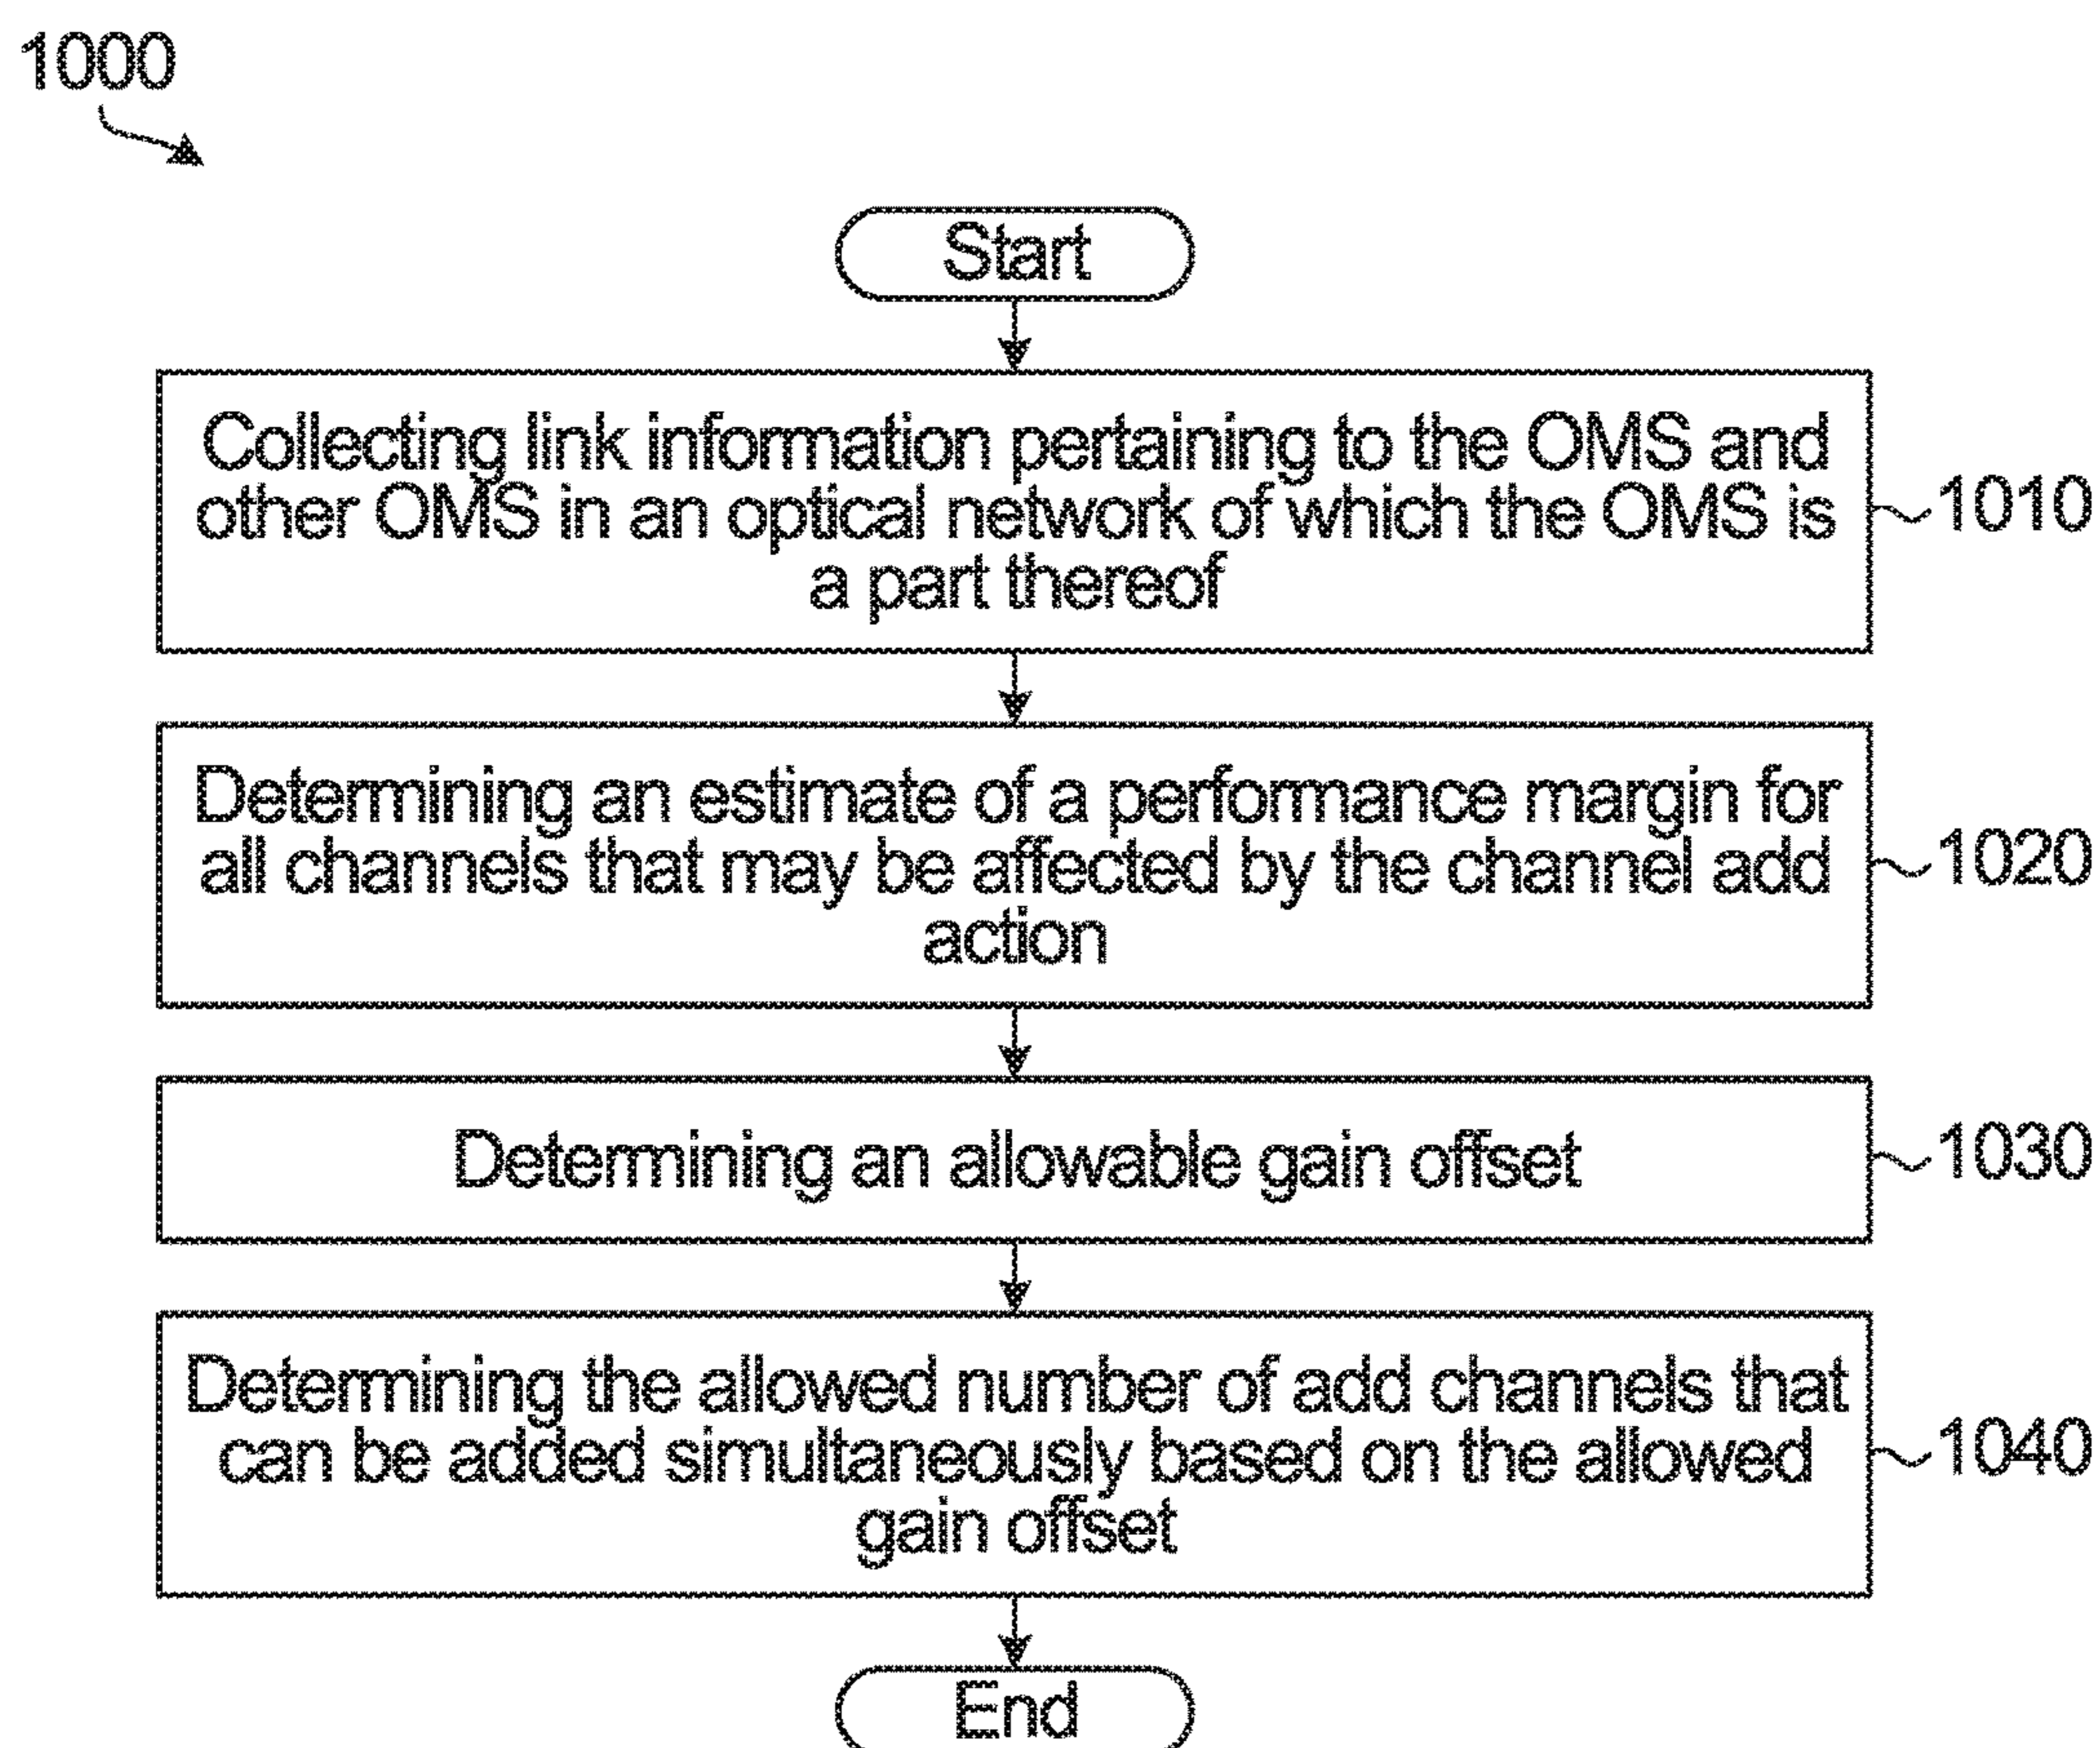 1000
Start
Collecting link information pertaining to the OMS and
other OMS in an optical network of which the OMS is
a part thereof
1010
Determining an estimate of a performance margin for
all channels that may be affected by the channel add
action
1020
Determining an allowable gain offset
1030
Determining the allowed number of add channels that
can be added simultaneously based on the allowed
gain offset
1040
End